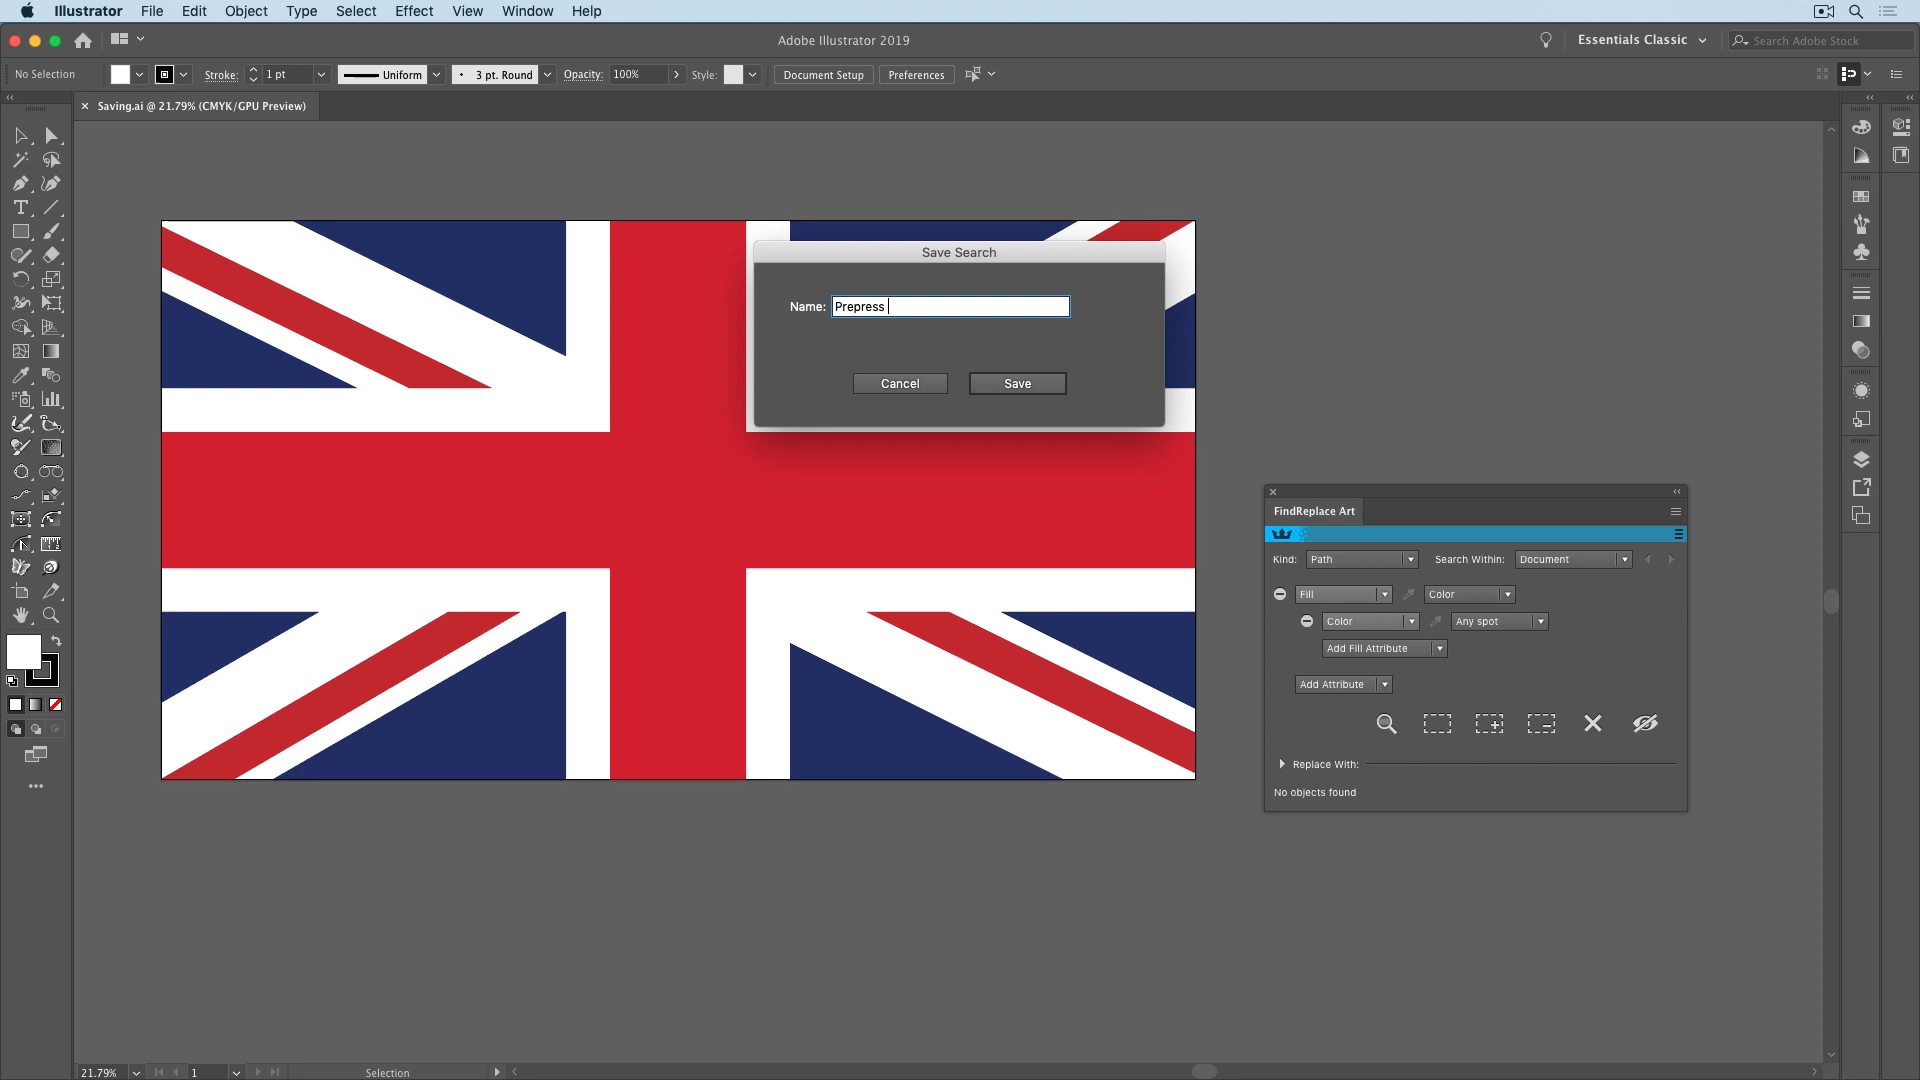 Illustrator File Edit Object Type Select Effect View Window Help
Adobe Illustrator 2019
Essentials Classic
Search Adobe Stock
No Selection
Stroke: 1 pt
Uniform
3 pt. Round
Opacity: 100%
Style:
Document Setup
Preferences
Saving.ai @ 21.79% (CMYK/GPU Preview)
Save Search
Name: Prepress
Cancel
Save
FindReplace Art
Kind: Path
Search Within: Document
Fill
Color
Color
Any spot
Add Fill Attribute
Add Attribute
Replace With:
No objects found
21.79%
1
Selection